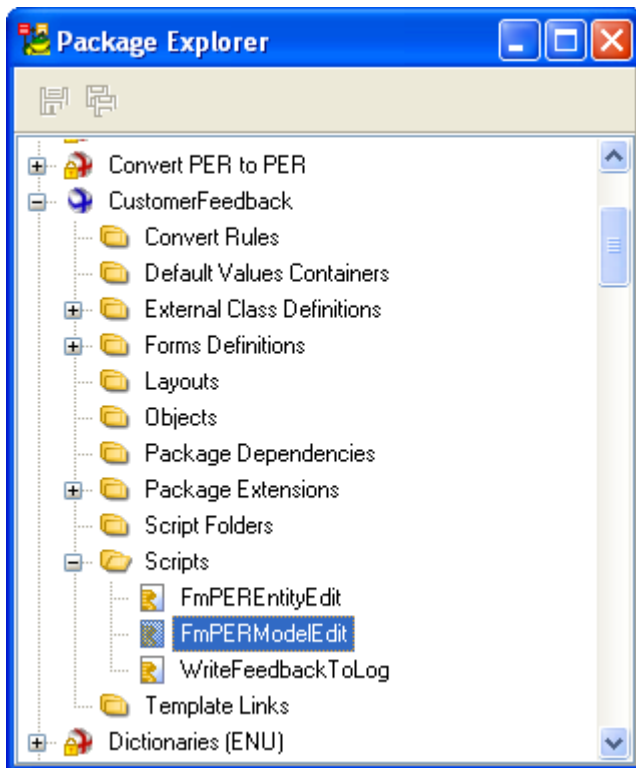 Package Explorer
Convert PER to PER
CustomerFeedback
Convert Rules
Default Values Containers
External Class Definitions
Forms Definitions
Layouts
Objects
Package Dependencies
Package Extensions
Script Folders
Scripts
FmPEREntityEdit
FmPERModelEdit
WriteFeedbackToLog
Template Links
Dictionaries (ENU)